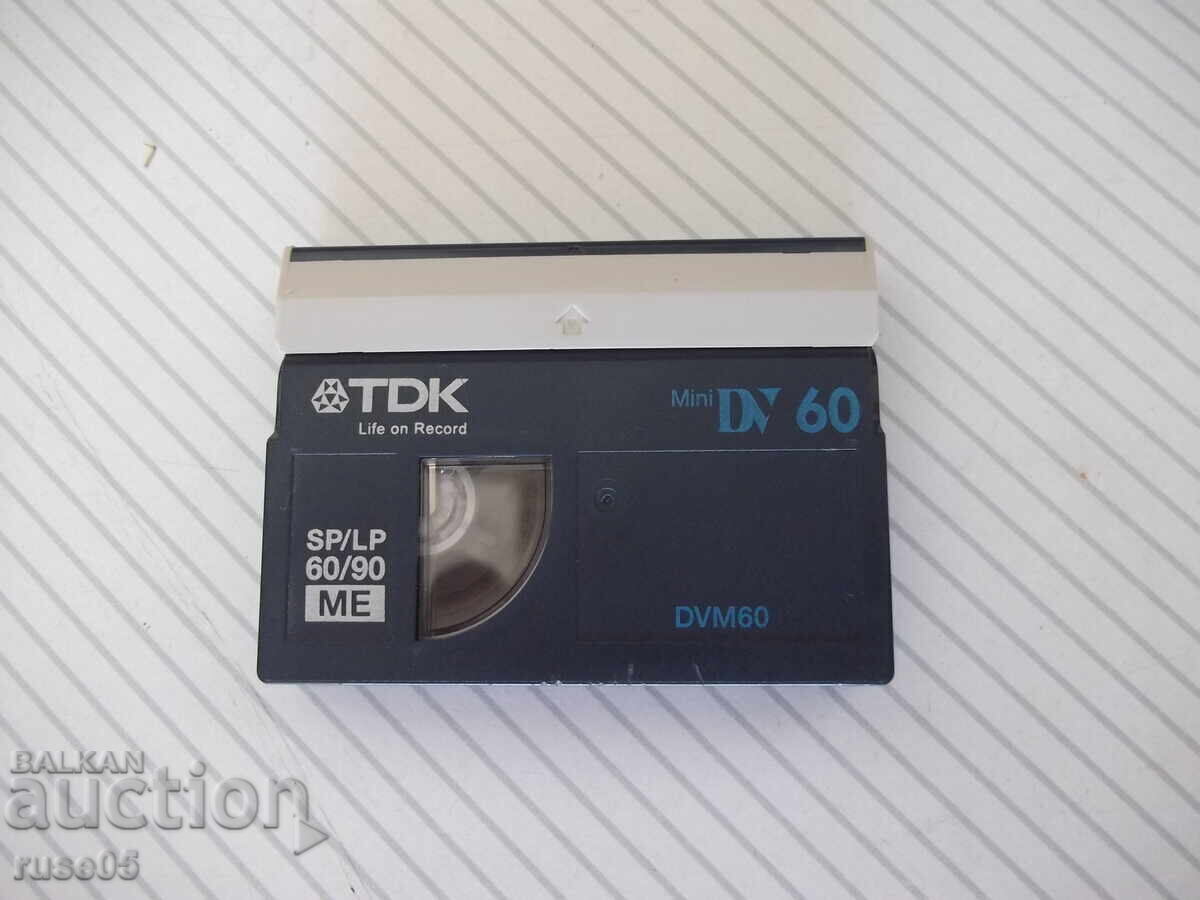 TDK
Life on Record
Mini DV 60
SP/LP
60/90
ME
DVM60
BALKAN
auction
ruse05